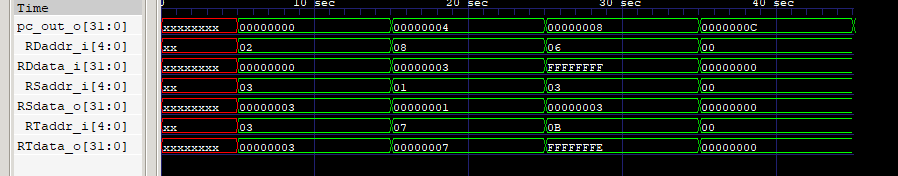 Time
0 10 sec 20 sec 30 sec 40 sec
pc_out_o[31:0] xxxxxxxx 00000000 00000004 00000008 0000000C
RDaddr_i[4:0] xx 02 08 06 00
RDdata_i[31:0] xxxxxxxx 00000000 00000003 FFFFFFFF 00000000
RSaddr_i[4:0] xx 03 01 03 00
RSdata_o[31:0] xxxxxxxx 00000003 00000001 00000003 00000000
RTaddr_i[4:0] xx 03 07 0B 00
RTdata_o[31:0] xxxxxxxx 00000003 00000007 FFFFFFFE 00000000